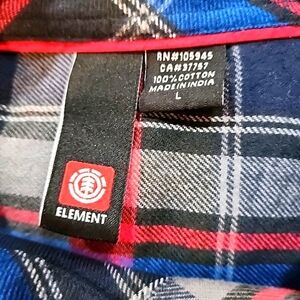 RN#105945
CA#37757
100%COTTON
MADE IN INDIA
L
ELEMENT